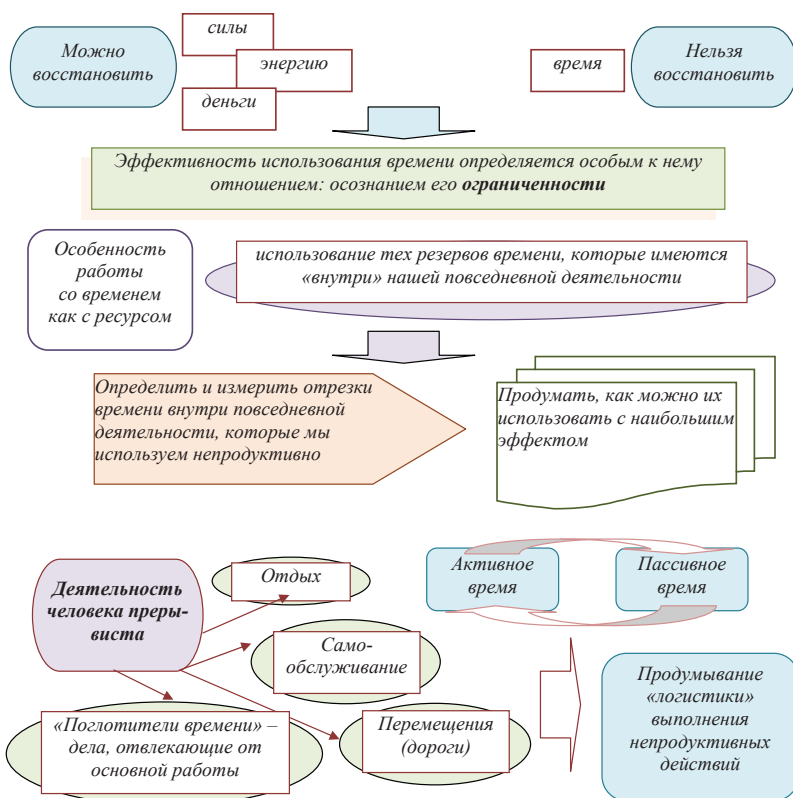 Можно
восстановить
силы
энергию
деньги
время
Нельзя
восстановить
Эффективность использования времени определяется особым к нему
отношением: осознанием его ограниченности
Особенность
работы
со временем
как с ресурсом
использование тех резервов времени, которые имеются
«внутри» нашей повседневной деятельности
Определить и измерить отрезки
времени внутри повседневной
деятельности, которые мы
используем непродуктивно
Продумать, как можно их
использовать с наибольшим
эффектом
Деятельность
человека преры-
виста
Отдых
Само-
обслуживание
«Поглотители времени» –
дела, отвлекающие от
основной работы
Перемещения
(дороги)
Активное
время
Пассивное
время
Продумывание
«логистики»
выполнения
непродуктивных
действий